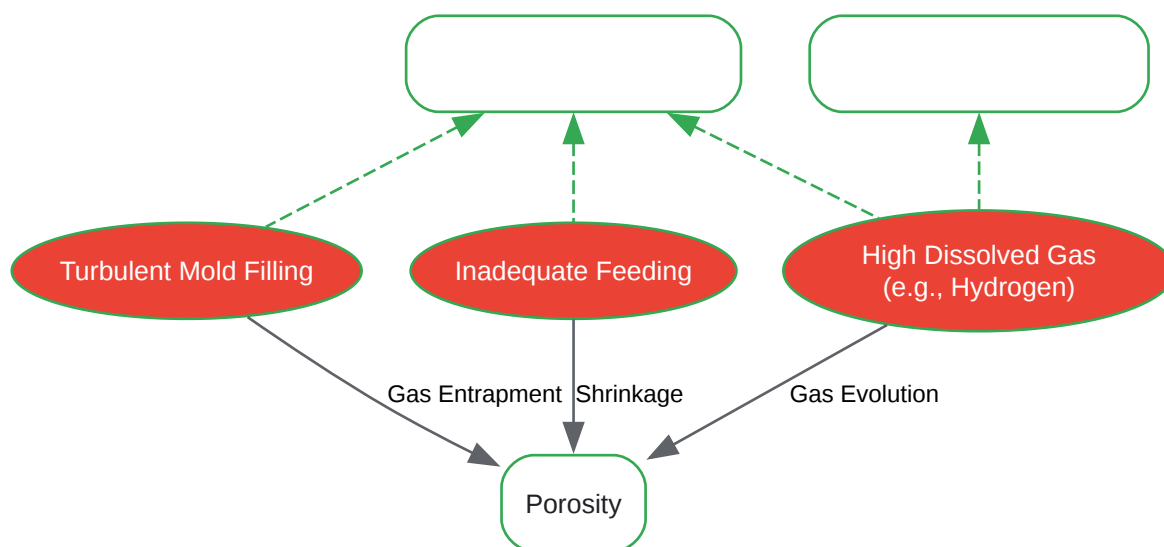 Turbulent Mold Filling
Inadequate Feeding
High Dissolved Gas
(e.g., Hydrogen)
Gas Entrapment
Shrinkage
Gas Evolution
Porosity